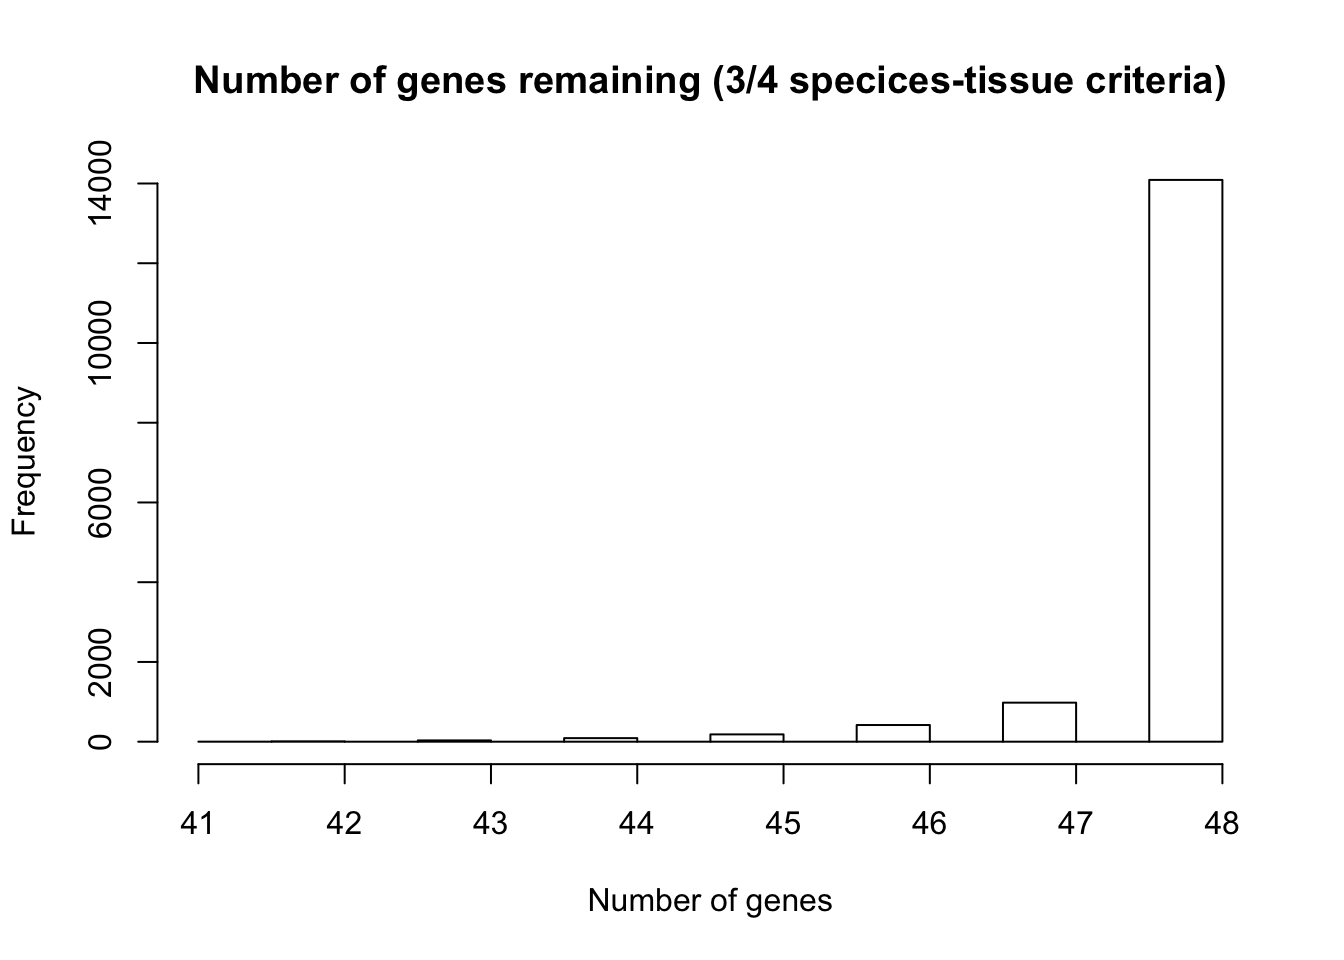 Number of genes remaining (3/4 specices-tissue criteria)
14000
10000
6000
2000
0
Frequency
41 42 43 44 45 46 47 48
Number of genes